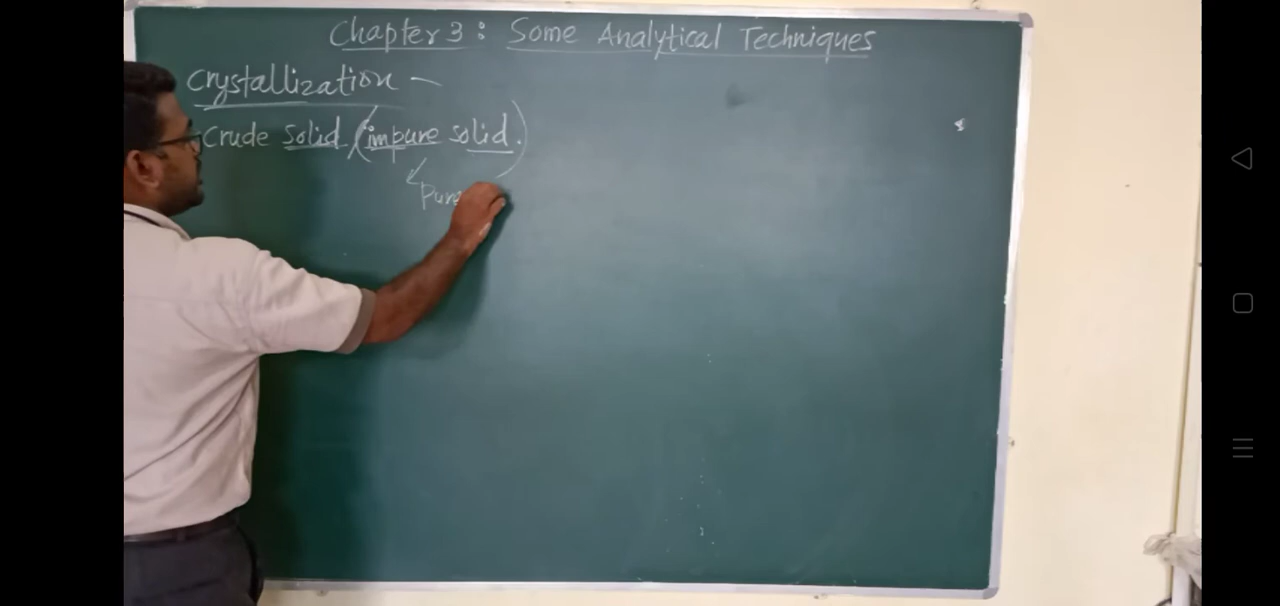 Chapter 3 : Some Analytical Techniques
Crystallization –
Crude solid (impure solid.)
Pure